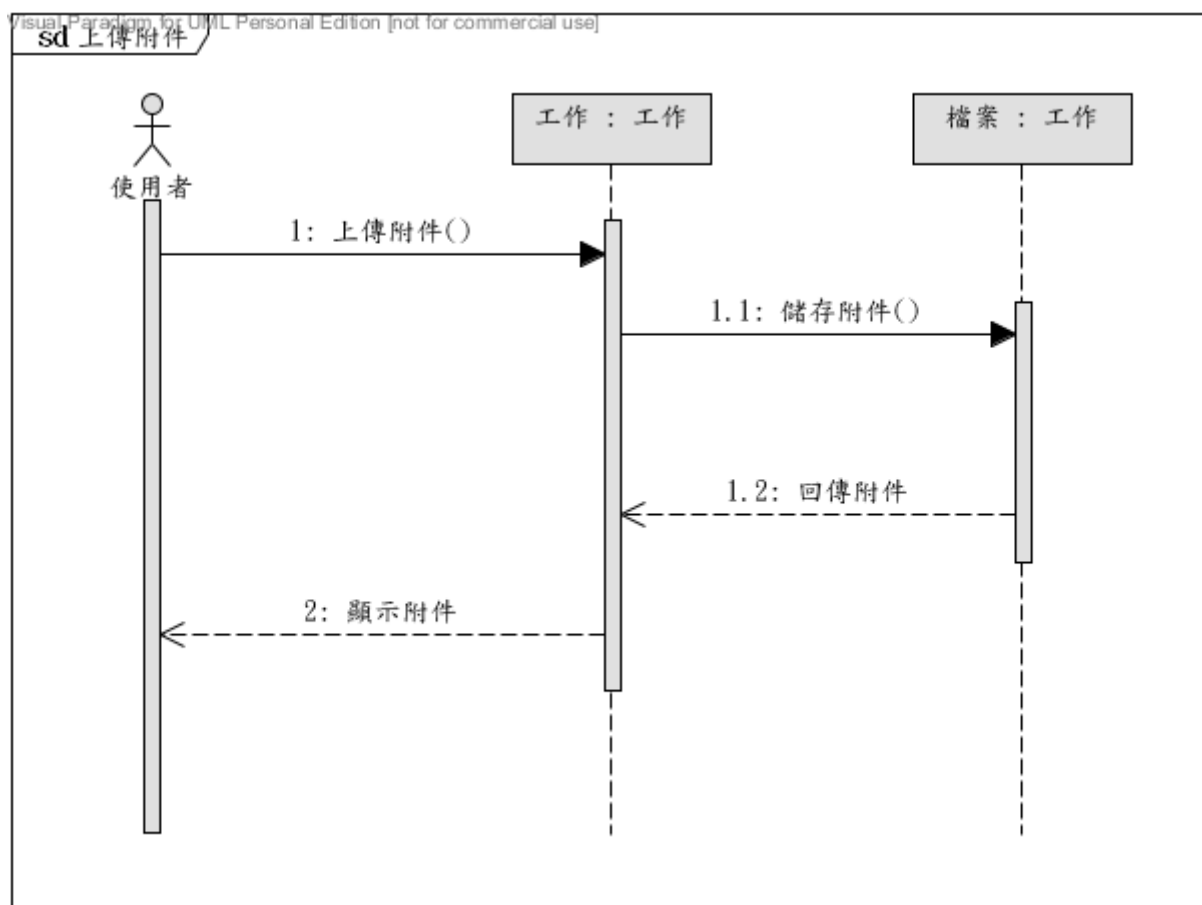 Visual Paradigm for UML Personal Edition [not for commercial use]
sd 上傳附件
工作 : 工作
檔案 : 工作
使用者
1: 上傳附件()
1.1: 儲存附件()
1.2: 回傳附件
2: 顯示附件